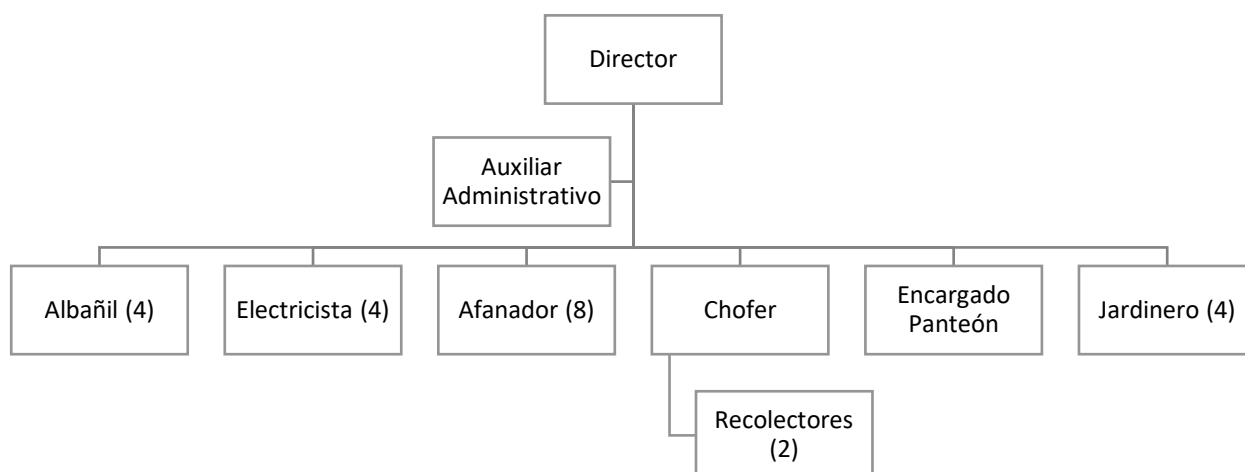 Director
Auxiliar
Administrativo
Albañil (4)
Electricista (4)
Afanador (8)
Chofer
Encargado
Panteón
Jardinero (4)
Recolectores
(2)